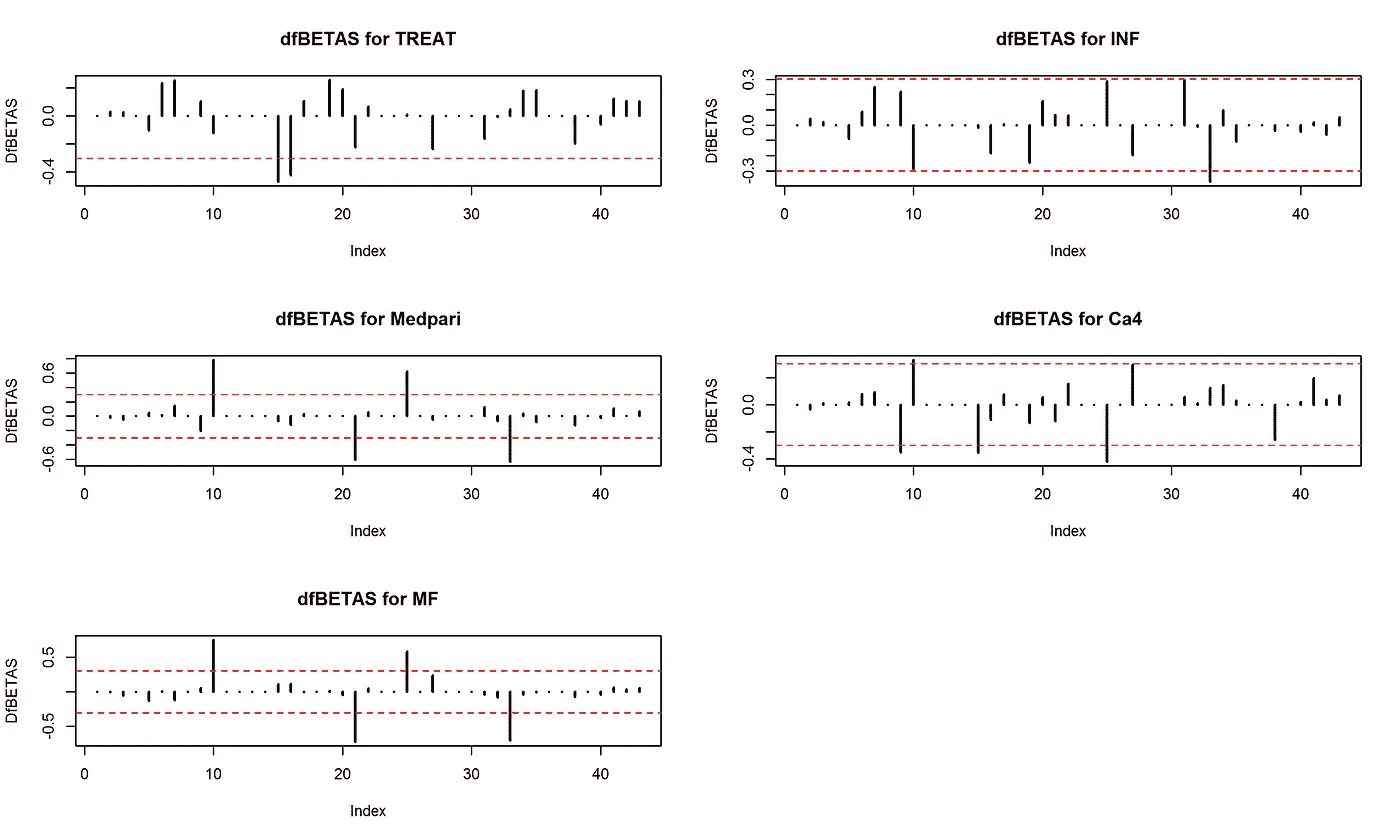 dfBETAS for TREAT
DfBETAS
0.0
-0.4
0 10 20 30 40
Index
dfBETAS for INF
DfBETAS
0.3
0.0
-0.3
0 10 20 30 40
Index
dfBETAS for Medpari
DfBETAS
0.6
0.0
-0.6
0 10 20 30 40
Index
dfBETAS for Ca4
DfBETAS
0.0
-0.4
0 10 20 30 40
Index
dfBETAS for MF
DfBETAS
0.5
-0.5
0 10 20 30 40
Index